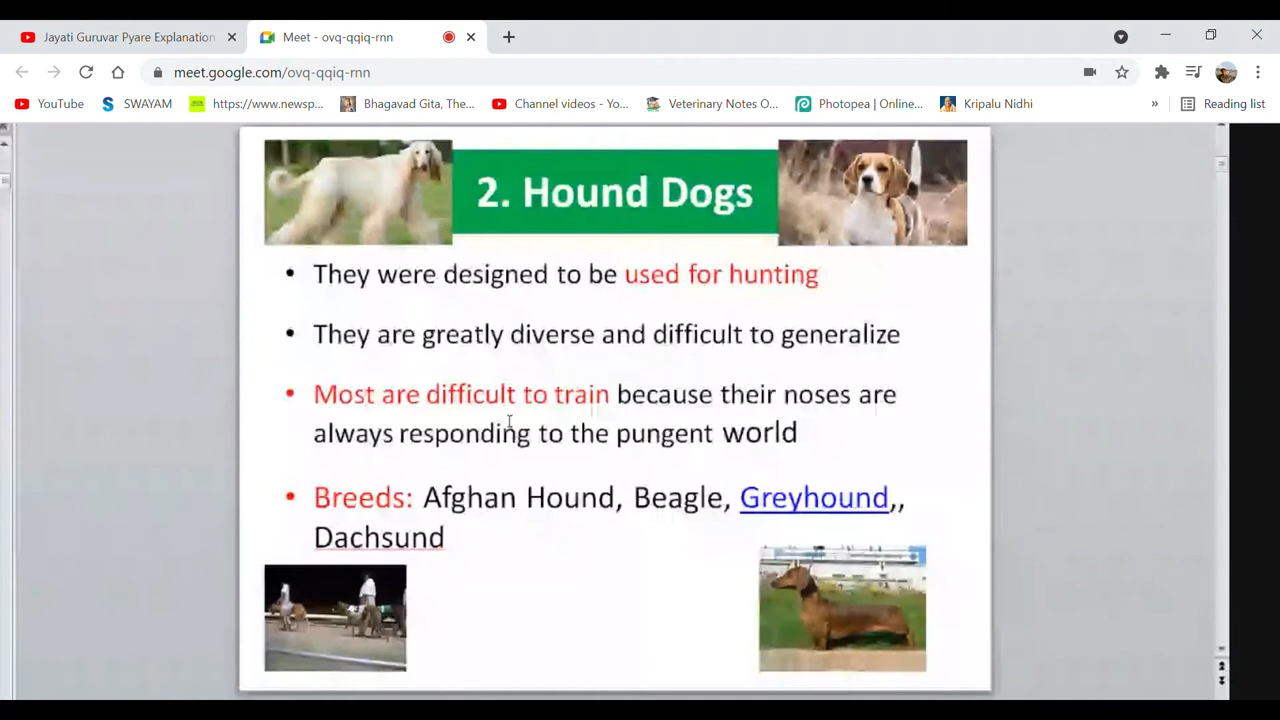 Jayati Guruvar Pyare Explanation
Meet - ovq-qqiq-rnn
meet.google.com/ovq-qqiq-rnn
YouTube
SWAYAM
https://www.newsp...
Bhagavad Gita, The...
Channel videos - Yo...
Veterinary Notes O...
Photopea | Online...
Kripalu Nidhi
»
Reading list
2. Hound Dogs
• They were designed to be used for hunting
• They are greatly diverse and difficult to generalize
• Most are difficult to train because their noses are
always responding to the pungent world
• Breeds: Afghan Hound, Beagle, Greyhound,,
Dachsund